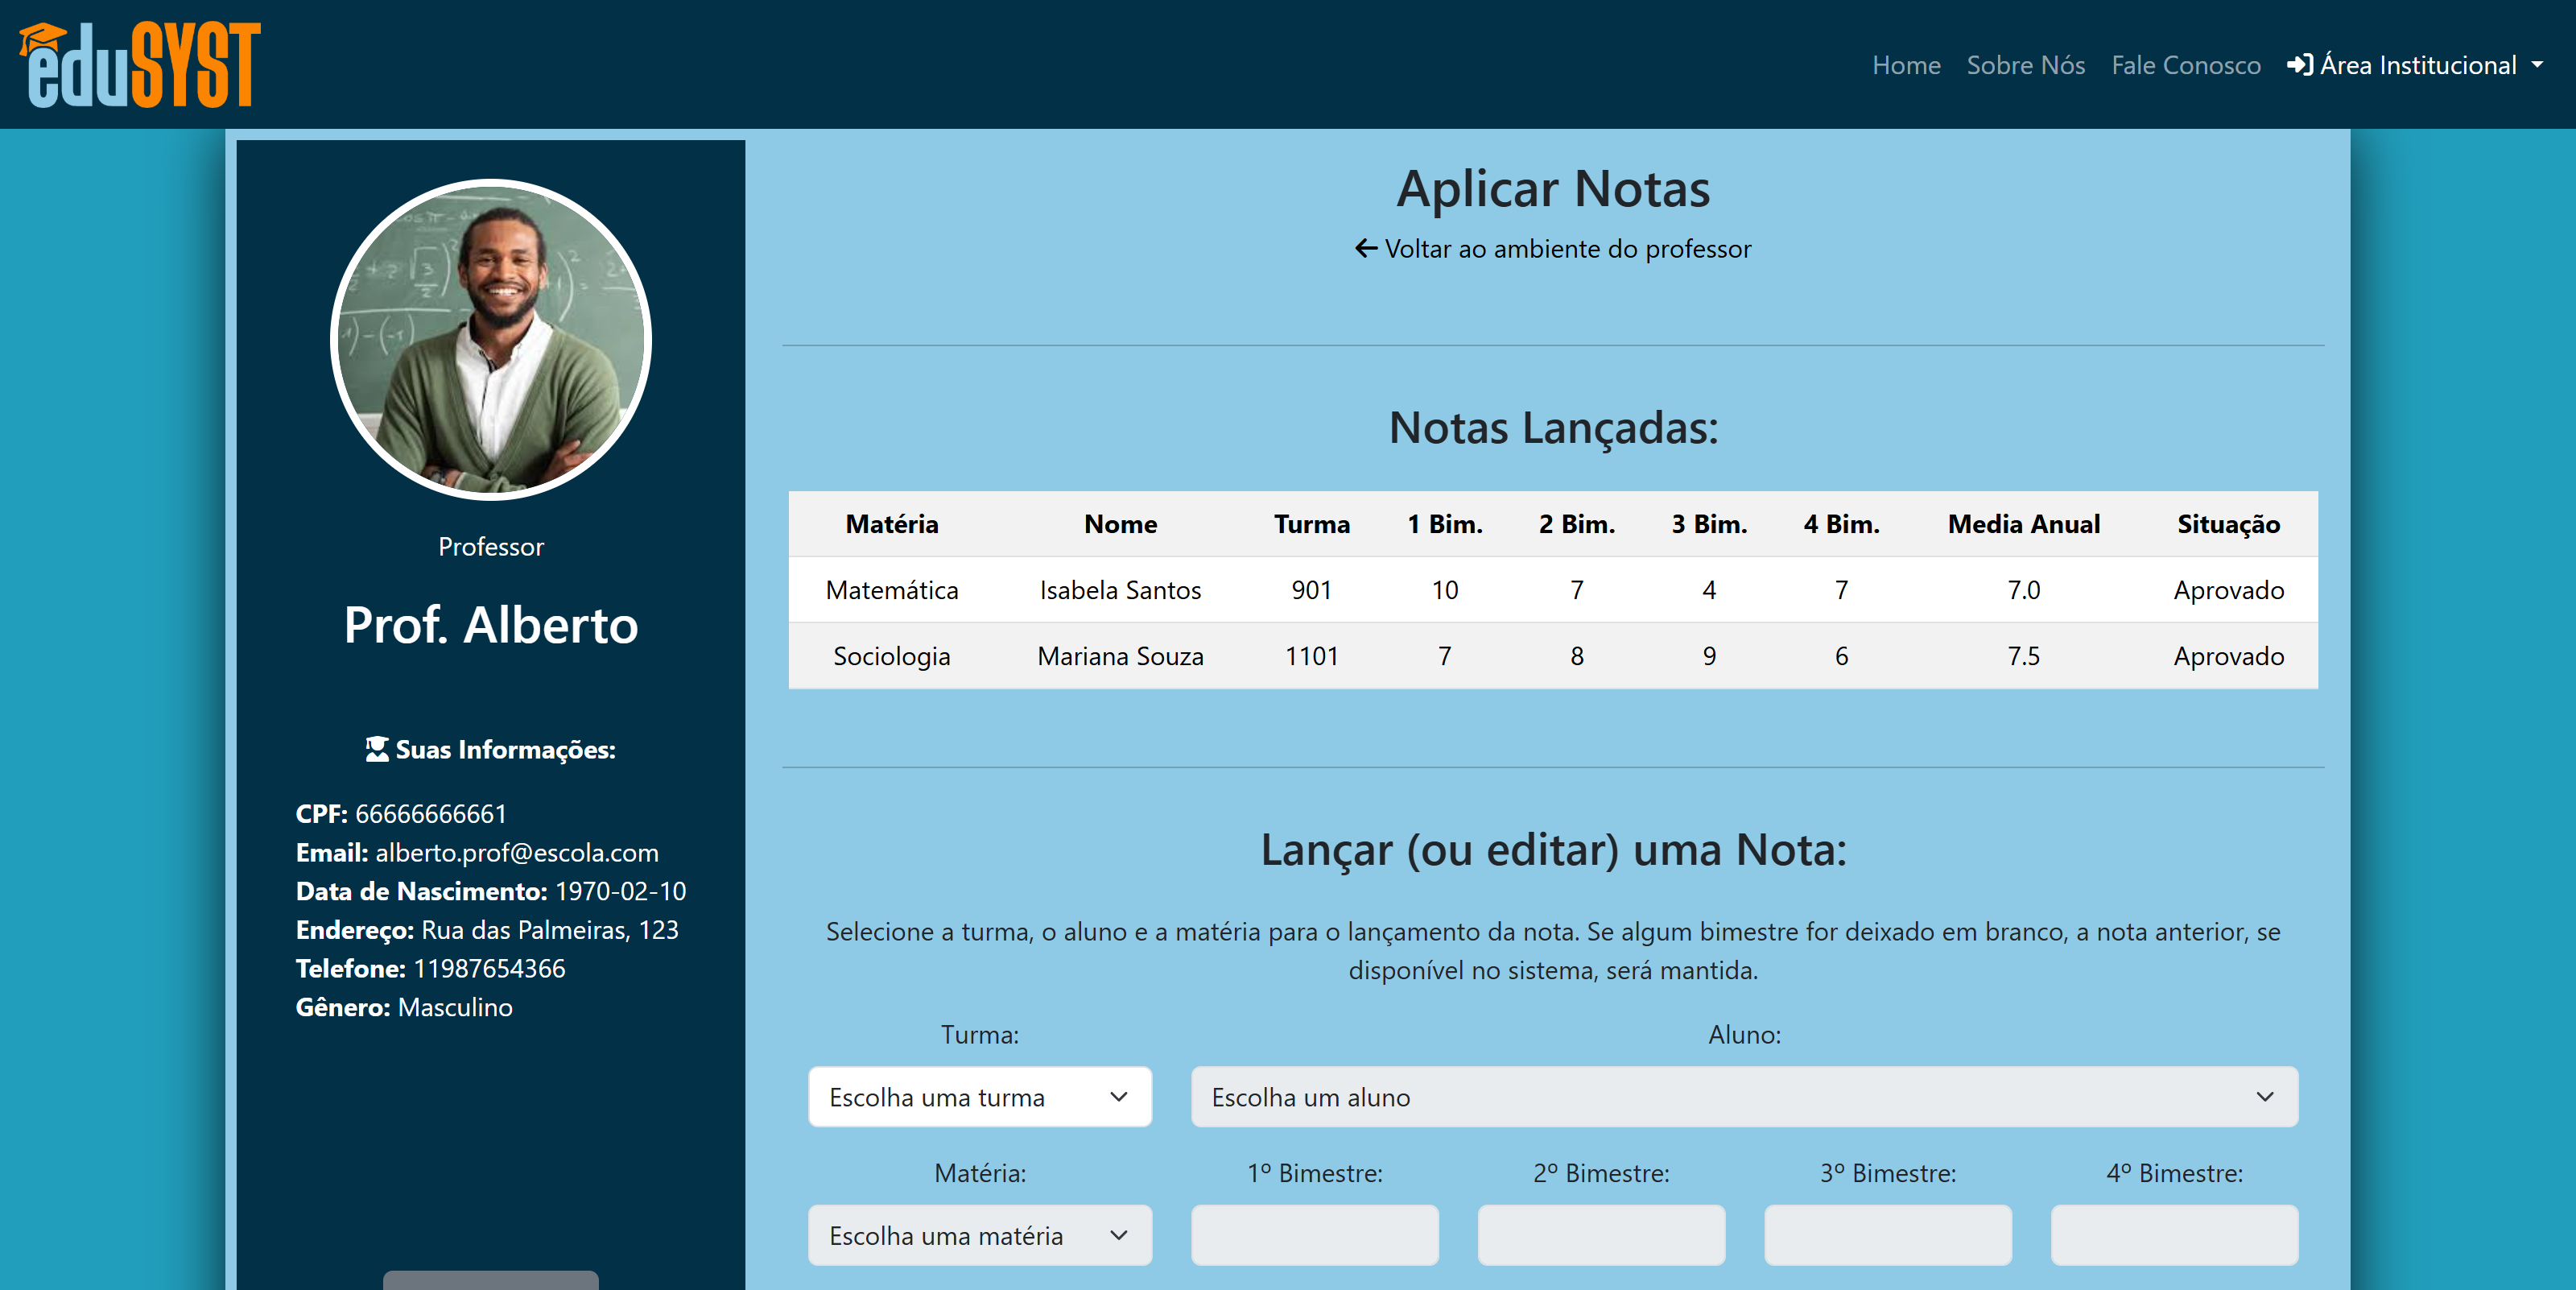 eduSYST
Home Sobre Nós Fale Conosco Área Institucional
Professor
Prof. Alberto
Suas Informações:
CPF: 66666666661
Email: alberto.prof@escola.com
Data de Nascimento: 1970-02-10
Endereço: Rua das Palmeiras, 123
Telefone: 11987654366
Gênero: Masculino
Aplicar Notas
Voltar ao ambiente do professor
Notas Lançadas:
Matéria Nome Turma 1 Bim. 2 Bim. 3 Bim. 4 Bim. Media Anual Situação
Matemática Isabela Santos 901 10 7 4 7 7.0 Aprovado
Sociologia Mariana Souza 1101 7 8 9 6 7.5 Aprovado
Lançar (ou editar) uma Nota:
Selecione a turma, o aluno e a matéria para o lançamento da nota. Se algum bimestre for deixado em branco, a nota anterior, se
disponível no sistema, será mantida.
Turma: Aluno:
Escolha uma turma Escolha um aluno
Matéria: 1º Bimestre: 2º Bimestre: 3º Bimestre: 4º Bimestre:
Escolha uma matéria